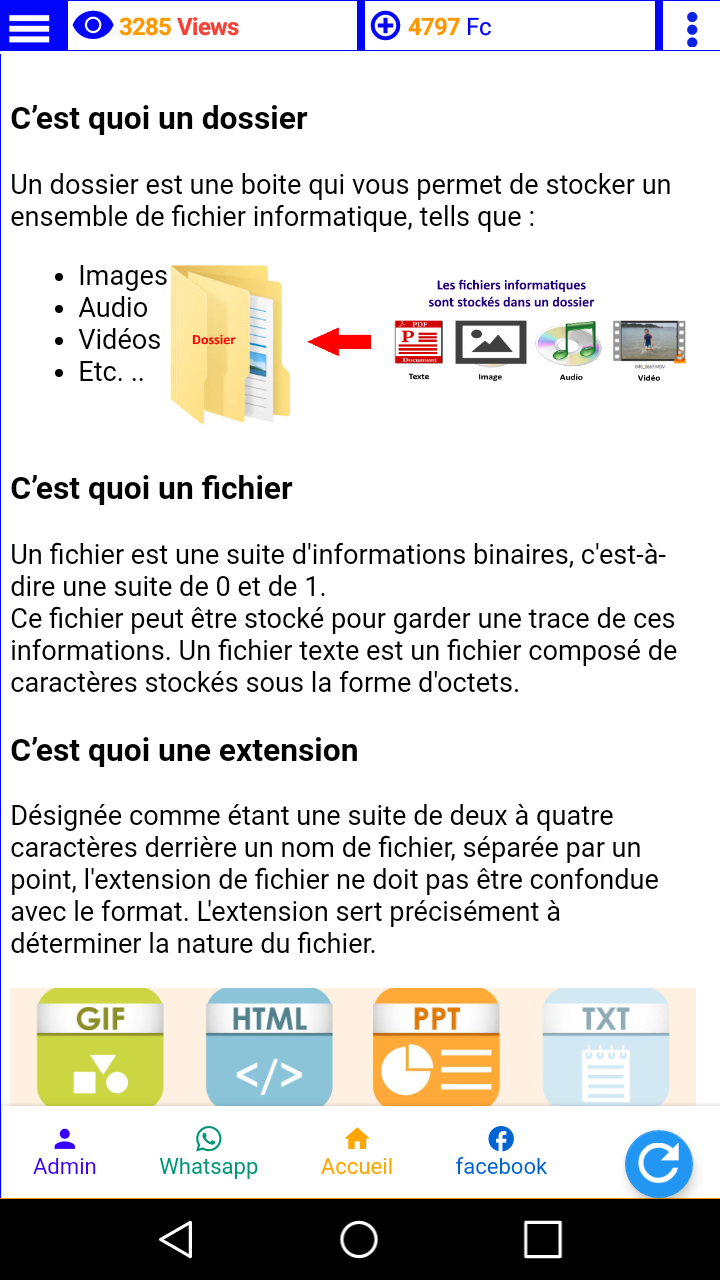 3285 Views
4797 Fc
C’est quoi un dossier
Un dossier est une boite qui vous permet de stocker un
ensemble de fichier informatique, tells que :
• Images
• Audio
• Vidéos
• Etc. ..
Dossier
Les fichiers informatiques
sont stockés dans un dossier
PDF
Document
Texte
Image
Audio
Vidéo
C’est quoi un fichier
Un fichier est une suite d'informations binaires, c'est-à-
dire une suite de 0 et de 1.
Ce fichier peut être stocké pour garder une trace de ces
informations. Un fichier texte est un fichier composé de
caractères stockés sous la forme d'octets.
C’est quoi une extension
Désignée comme étant une suite de deux à quatre
caractères derrière un nom de fichier, séparée par un
point, l'extension de fichier ne doit pas être confondue
avec le format. L'extension sert précisément à
déterminer la nature du fichier.
GIF
HTML
PPT
TXT
Admin
Whatsapp
Accueil
facebook